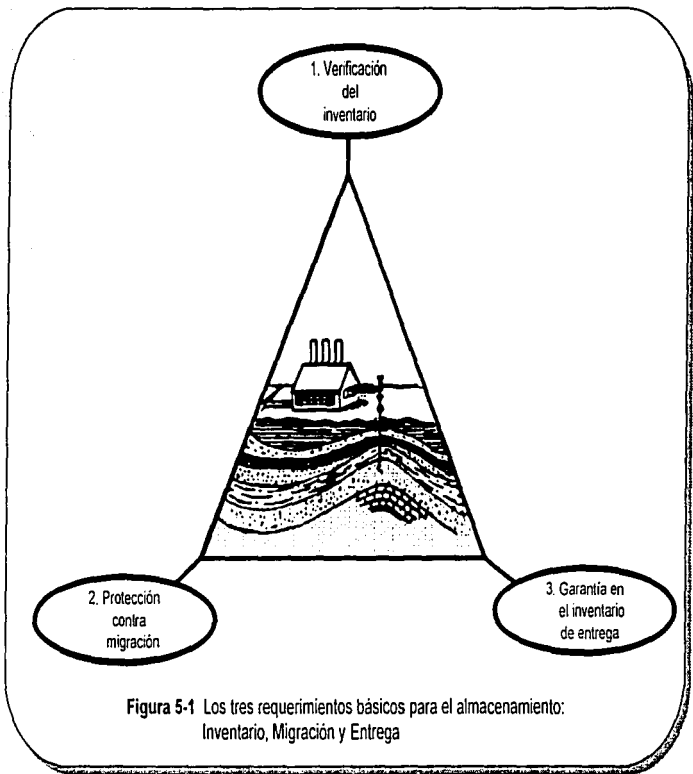 1. Verificación
del
inventario
2. Protección
contra
migración
3. Garantía en
el inventario
de entrega
Figura 5-1 Los tres requerimientos básicos para el almacenamiento:
Inventario, Migración y Entrega